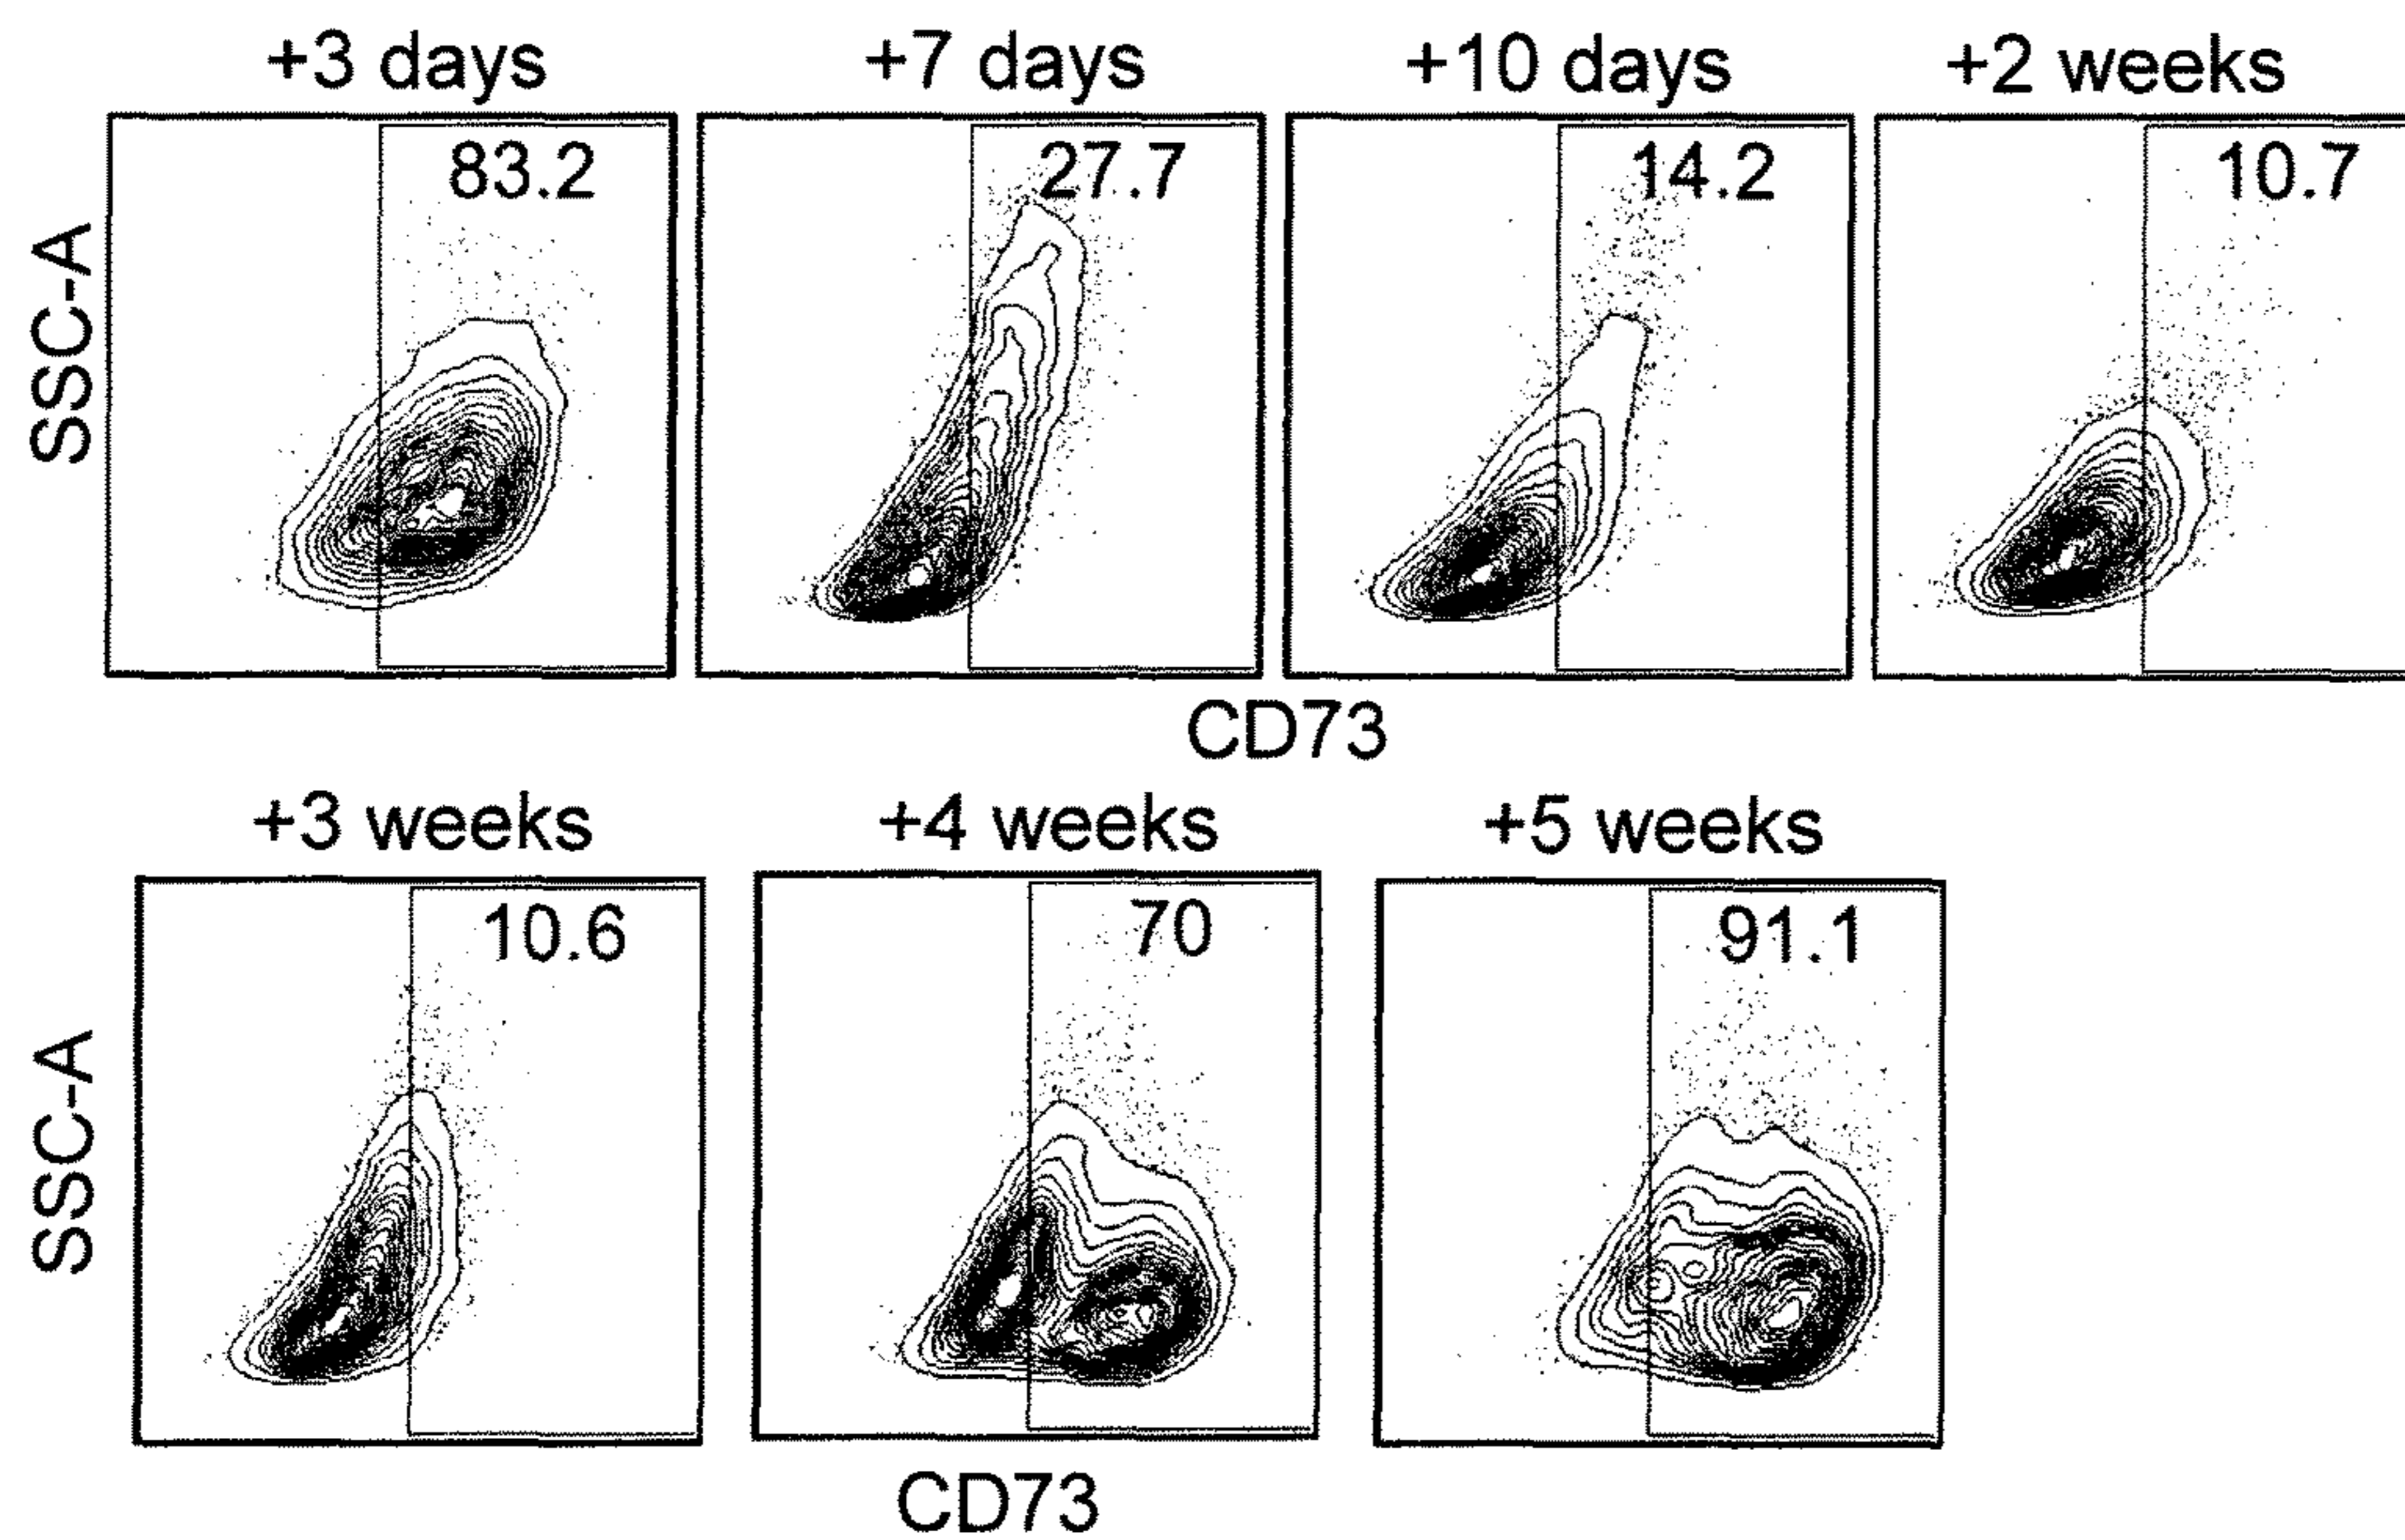 +3 days
+7 days
+10 days
+2 weeks
SSC-A
83.2
27.7
14.2
10.7
CD73
+3 weeks
+4 weeks
+5 weeks
SSC-A
10.6
70
91.1
CD73